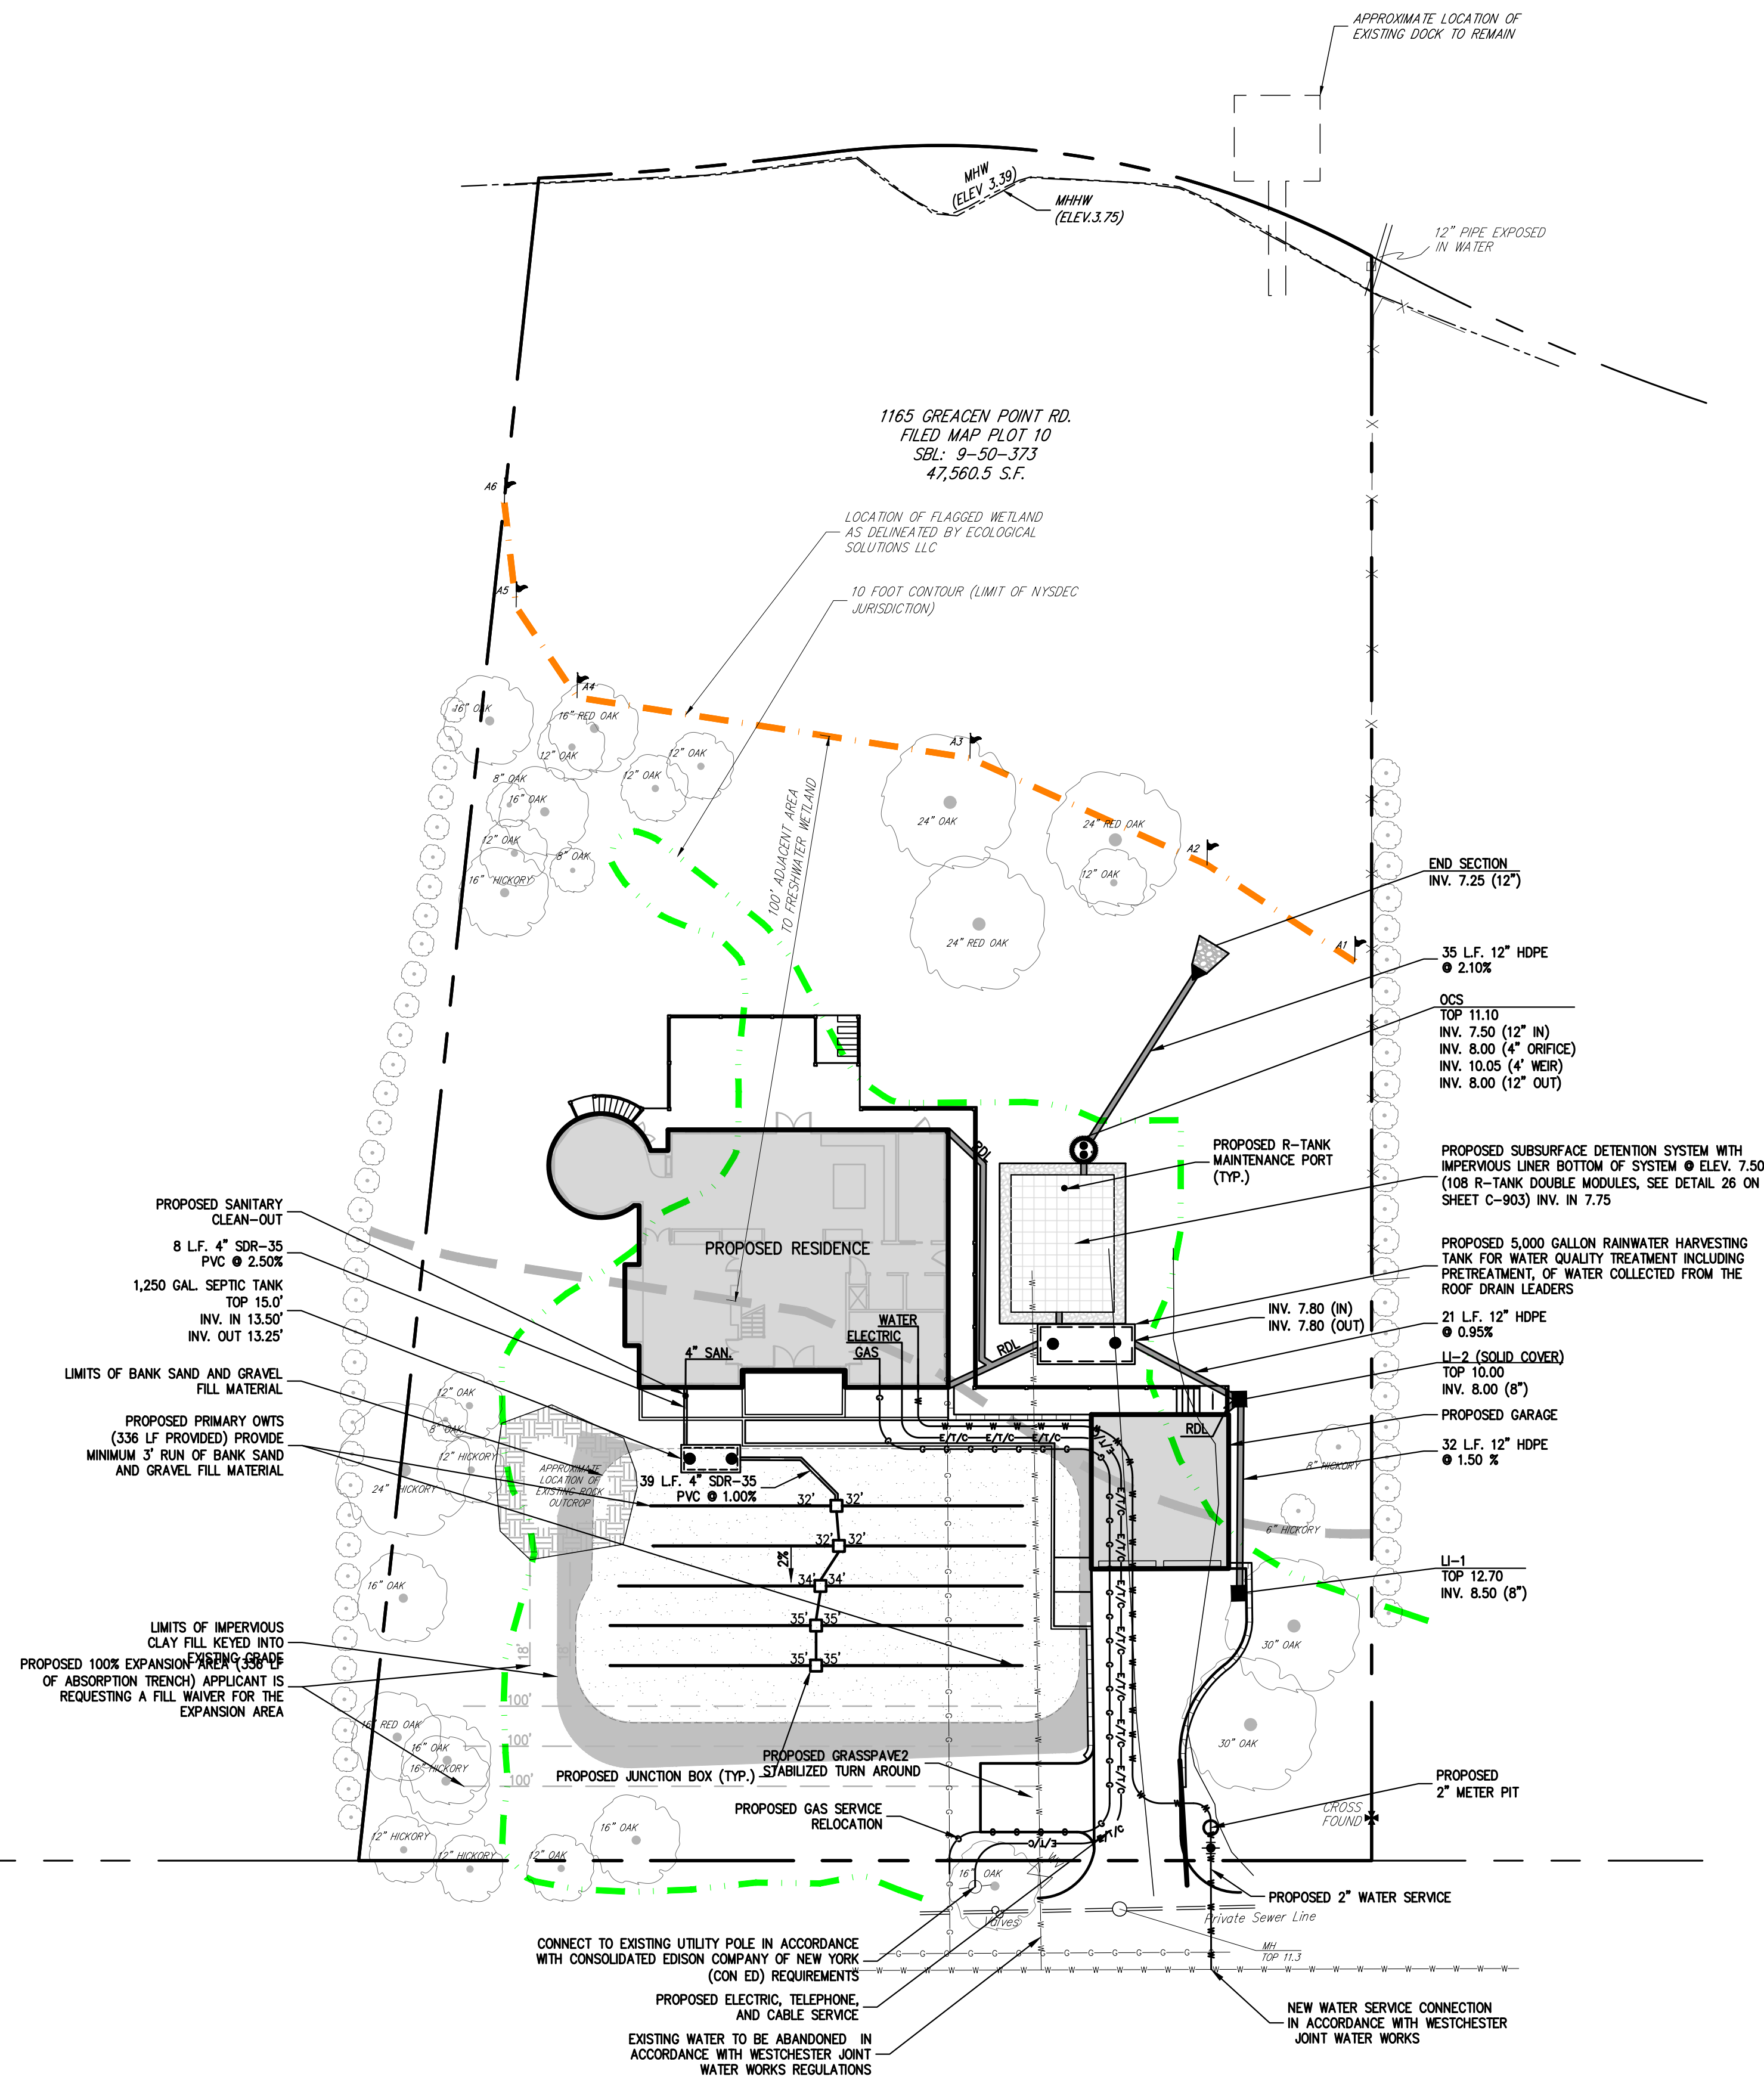 APPROXIMATE LOCATION OF
EXISTING DOCK TO REMAIN
MHW
(ELEV 3.39)
MHHW
(ELEV.3.75)
12" PIPE EXPOSED
IN WATER
1165 GREACEN POINT RD.
FILED MAP PLOT 10
SBL: 9-50-373
47,560.5 S.F.
A6
LOCATION OF FLAGGED WETLAND
AS DELINEATED BY ECOLOGICAL
SOLUTIONS LLC
A5
10 FOOT CONTOUR (LIMIT OF NYSDEC
JURISDICTION)
A4
16" OAK
16" RED OAK
12" OAK
12" OAK
12" OAK
8" OAK
16" OAK
12" OAK
8" OAK
16" HICKORY
100' ADJACENT AREA
TO FRESHWATER WETLAND
A3
24" OAK
24" RED OAK
A2
12" OAK
24" RED OAK
A1
END SECTION
INV. 7.25 (12")
35 L.F. 12" HDPE
@ 2.10%
OCS
TOP 11.10
INV. 7.50 (12" IN)
INV. 8.00 (4" ORIFICE)
INV. 10.05 (4' WEIR)
INV. 8.00 (12" OUT)
RDL
PROPOSED R-TANK
MAINTENANCE PORT
(TYP.)
PROPOSED SUBSURFACE DETENTION SYSTEM WITH
IMPERVIOUS LINER BOTTOM OF SYSTEM @ ELEV. 7.50
(108 R-TANK DOUBLE MODULES, SEE DETAIL 26 ON
SHEET C-903) INV. IN 7.75
PROPOSED 5,000 GALLON RAINWATER HARVESTING
TANK FOR WATER QUALITY TREATMENT INCLUDING
PRETREATMENT, OF WATER COLLECTED FROM THE
ROOF DRAIN LEADERS
INV. 7.80 (IN)
INV. 7.80 (OUT)
21 L.F. 12" HDPE
@ 0.95%
LI-2 (SOLID COVER)
TOP 10.00
INV. 8.00 (8")
PROPOSED GARAGE
32 L.F. 12" HDPE
@ 1.50 %
PROPOSED RESIDENCE
WATER
ELECTRIC
GAS
4" SAN.
RDL
RDL
PROPOSED SANITARY
CLEAN-OUT
8 L.F. 4" SDR-35
PVC @ 2.50%
1,250 GAL. SEPTIC TANK
TOP 15.0'
INV. IN 13.50'
INV. OUT 13.25'
LIMITS OF BANK SAND AND GRAVEL
FILL MATERIAL
PROPOSED PRIMARY OWTS
(336 LF PROVIDED) PROVIDE
MINIMUM 3' RUN OF BANK SAND
AND GRAVEL FILL MATERIAL
12" OAK
8" OAK
12" HICKORY
24" HICKORY
APPROXIMATE
LOCATION OF
EXISTING ROCK
OUTCROP
39 L.F. 4" SDR-35
PVC @ 1.00%
32' 32'
32' 32'
2%
34' 34'
35' 35'
35' 35'
W W W W W
E/T/C E/T/C E/T/C
G G G G
8" HICKORY
6" HICKORY
LI-1
TOP 12.70
INV. 8.50 (8")
16" OAK
30" OAK
30" OAK
LIMITS OF IMPERVIOUS
CLAY FILL KEYED INTO
EXISTING GRADE
PROPOSED 100% EXPANSION AREA (336 LF
OF ABSORPTION TRENCH) APPLICANT IS
REQUESTING A FILL WAIVER FOR THE
EXPANSION AREA
18'
18'
100'
100'
100'
16" RED OAK
16" OAK
16" HICKORY
PROPOSED JUNCTION BOX (TYP.)
PROPOSED GRASSPAVE2
STABILIZED TURN AROUND
PROPOSED GAS SERVICE
RELOCATION
PROPOSED
2" METER PIT
CROSS
FOUND
12" HICKORY
12" HICKORY
12" OAK
16" OAK
16" OAK
PROPOSED 2" WATER SERVICE
Valves
Private Sewer Line
MH
TOP 11.3
CONNECT TO EXISTING UTILITY POLE IN ACCORDANCE
WITH CONSOLIDATED EDISON COMPANY OF NEW YORK
(CON ED) REQUIREMENTS
PROPOSED ELECTRIC, TELEPHONE,
AND CABLE SERVICE
EXISTING WATER TO BE ABANDONED IN
ACCORDANCE WITH WESTCHESTER JOINT
WATER WORKS REGULATIONS
NEW WATER SERVICE CONNECTION
IN ACCORDANCE WITH WESTCHESTER
JOINT WATER WORKS